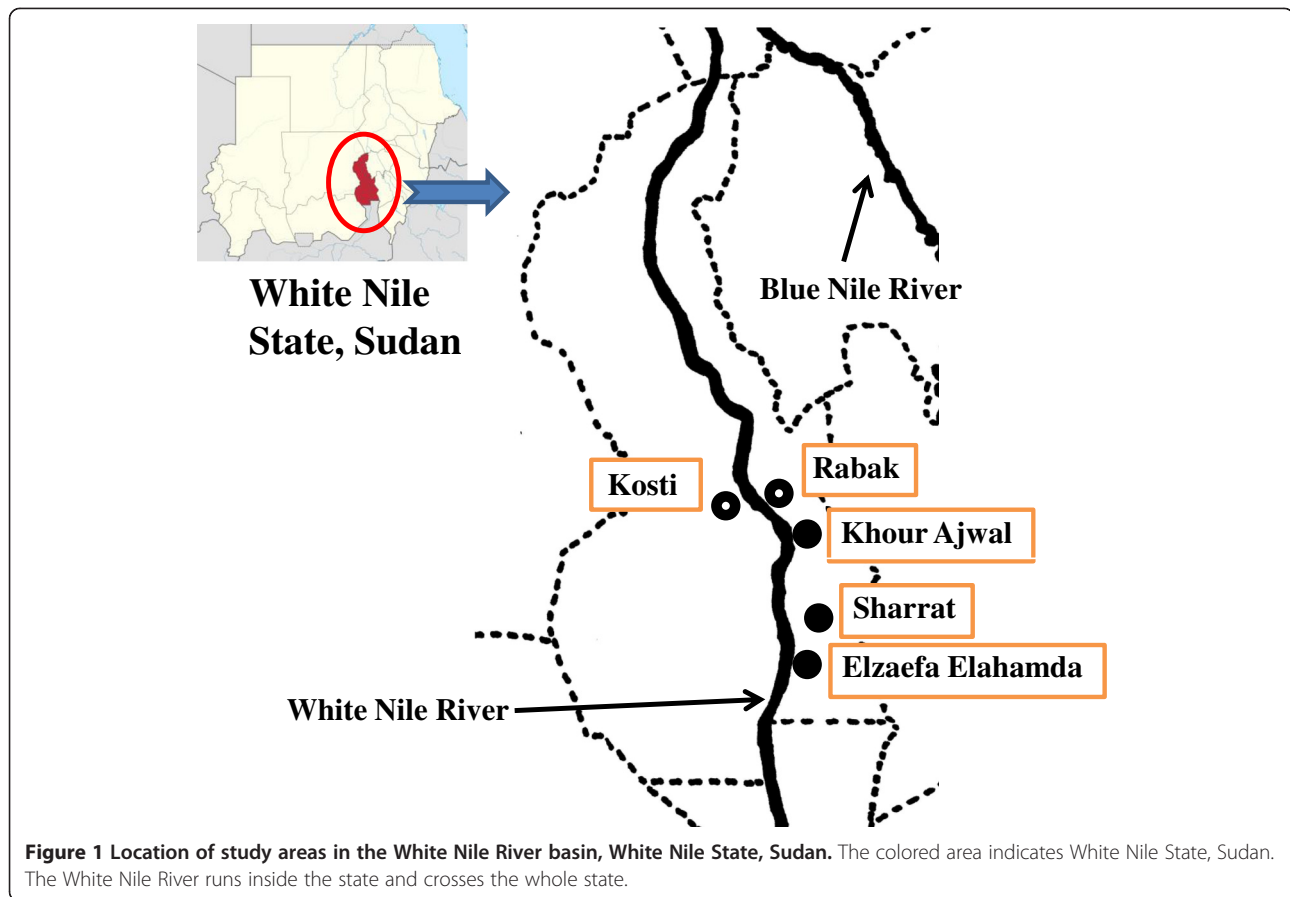 White Nile
State, Sudan
Blue Nile River
Rabak
Kosti
Khour Ajwal
Sharrat
Elzaefa Elahamda
White Nile River
Figure 1 Location of study areas in the White Nile River basin, White Nile State, Sudan. The colored area indicates White Nile State, Sudan.
The White Nile River runs inside the state and crosses the whole state.